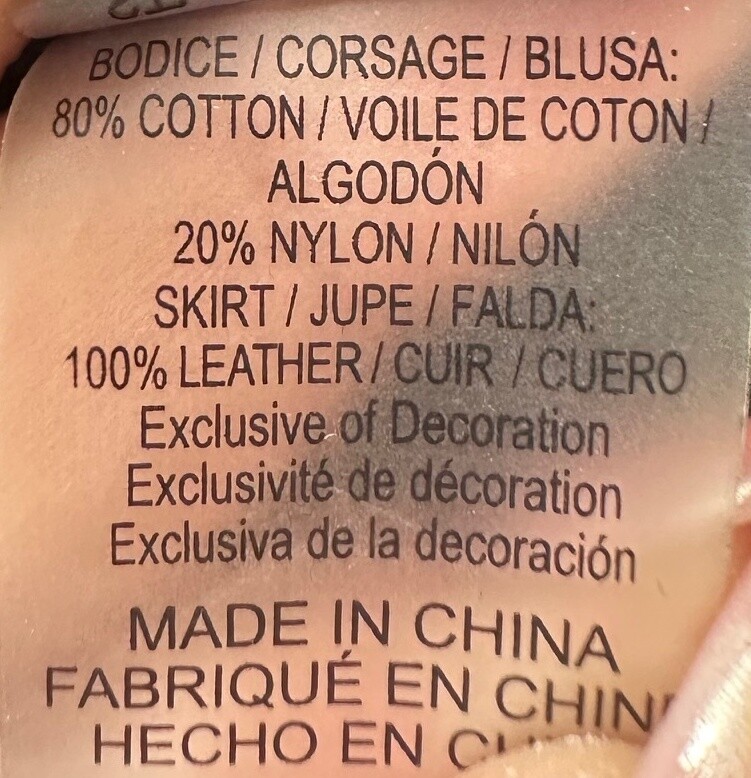 BODICE / CORSAGE / BLUSA:
80% COTTON / VOILE DE COTON /
ALGODÓN
20% NYLON / NILÓN
SKIRT / JUPE / FALDA:
100% LEATHER / CUIR / CUERO
Exclusive of Decoration
Exclusivité de décoration
Exclusiva de la decoración
MADE IN CHINA
FABRIQUÉ EN
HECHO EN